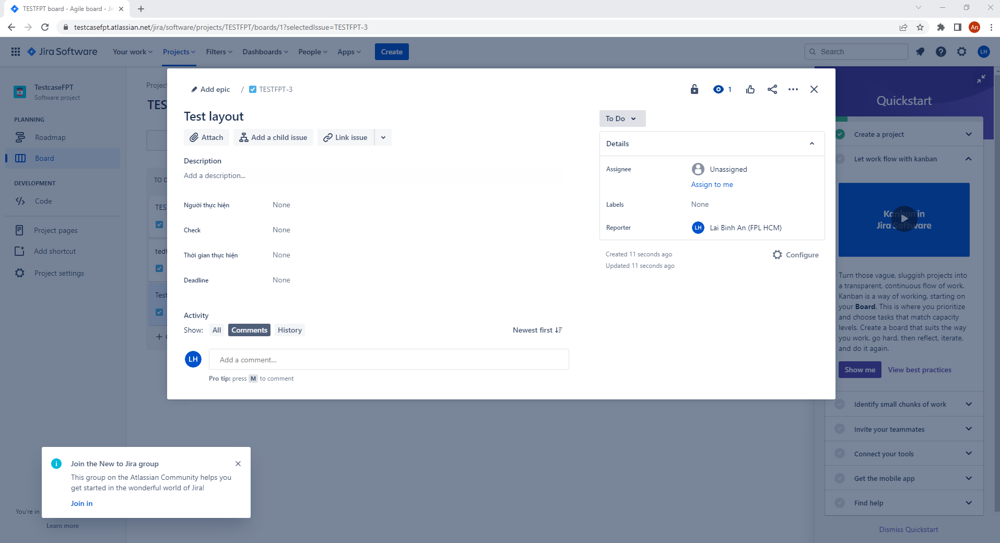 TESTFPT board - Agile board - Jir
testcasefpt.atlassian.net/jira/software/projects/TESTFPT/boards/1?selectedIssue=TESTFPT-3
An
Jira Software
Your work
Projects
Filters
Dashboards
People
Apps
Create
Search
LH
TestcaseFPT
Software project
PLANNING
Roadmap
Board
DEVELOPMENT
Code
Project pages
Add shortcut
Project settings
You're in
Learn more
Projec
TES
TO D
TES
tedt
Test
Add epic / TESTFPT-3
1
Test layout
Attach
Add a child issue
Link issue
Description
Add a description...
Người thực hiện None
Check None
Thời gian thực hiện None
Deadline None
Activity
Show: All Comments History
Newest first
LH
Add a comment...
Pro tip: press M to comment
To Do
Details
Assignee Unassigned
Assign to me
Labels None
Reporter LH Lai Binh An (FPL HCM)
Created 11 seconds ago
Updated 11 seconds ago
Configure
Quickstart
Create a project
Let work flow with kanban
Kanban in
Jira Software
Turn those vague, sluggish projects into
a transparent, continuous flow of work.
Kanban is a way of working, starting on
your Board. This is where you prioritize
and choose tasks that match capacity
levels. Create a board that suits the way
you work, go hard, then reflect, iterate,
and do it again.
Show me
View best practices
Identify small chunks of work
Invite your teammates
Connect your tools
Get the mobile app
Find help
Dismiss Quickstart
Join the New to Jira group
This group on the Atlassian Community helps you
get started in the wonderful world of Jira!
Join in